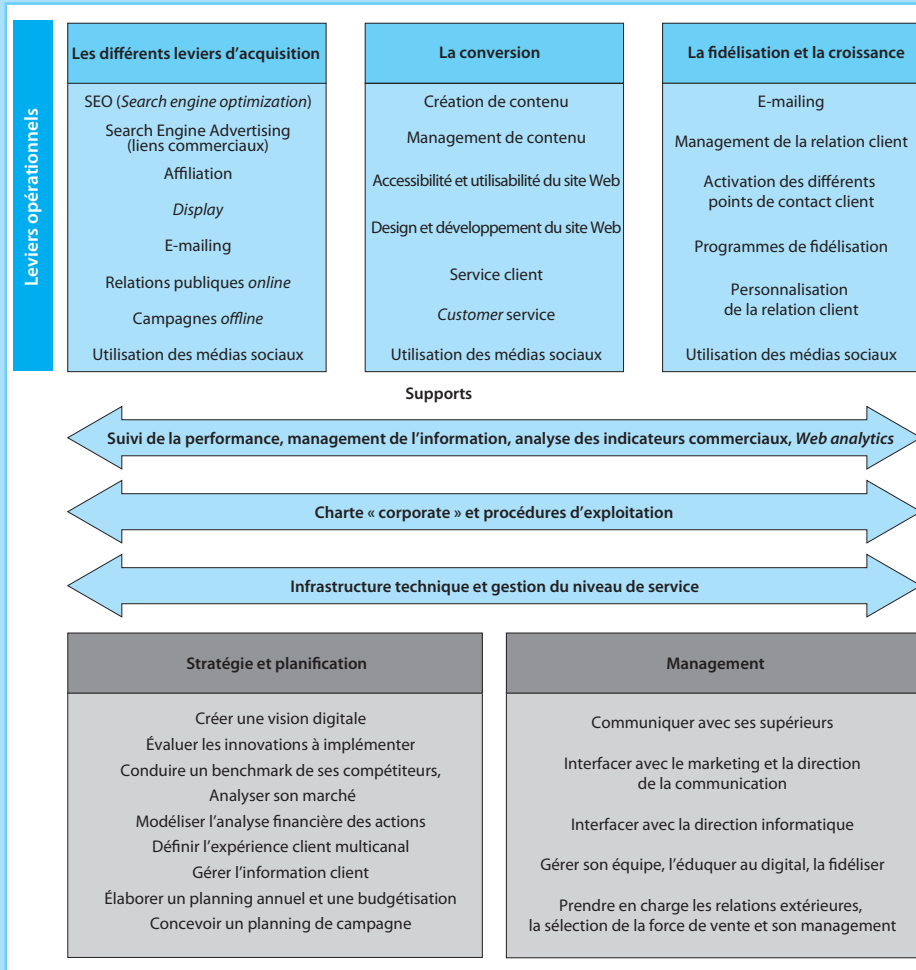 Leviers opérationnels
Les différents leviers d'acquisition
SEO (Search engine optimization)
Search Engine Advertising
(liens commerciaux)
Affiliation
Display
E-mailing
Relations publiques online
Campagnes offline
Utilisation des médias sociaux
La conversion
Création de contenu
Management de contenu
Accessibilité et utilisabilité du site Web
Design et développement du site Web
Service client
Customer service
Utilisation des médias sociaux
La fidélisation et la croissance
E-mailing
Management de la relation client
Activation des différents
points de contact client
Programmes de fidélisation
Personnalisation
de la relation client
Utilisation des médias sociaux
Supports
Suivi de la performance, management de l'information, analyse des indicateurs commerciaux, Web analytics
Charte « corporate » et procédures d'exploitation
Infrastructure technique et gestion du niveau de service
Stratégie et planification
Créer une vision digitale
Évaluer les innovations à implémenter
Conduire un benchmark de ses compétiteurs,
Analyser son marché
Modéliser l'analyse financière des actions
Définir l'expérience client multicanal
Gérer l'information client
Élaborer un planning annuel et une budgétisation
Concevoir un planning de campagne
Management
Communiquer avec ses supérieurs
Interfacer avec le marketing et la direction
de la communication
Interfacer avec la direction informatique
Gérer son équipe, l'éduquer au digital, la fidéliser
Prendre en charge les relations extérieures,
la sélection de la force de vente et son management